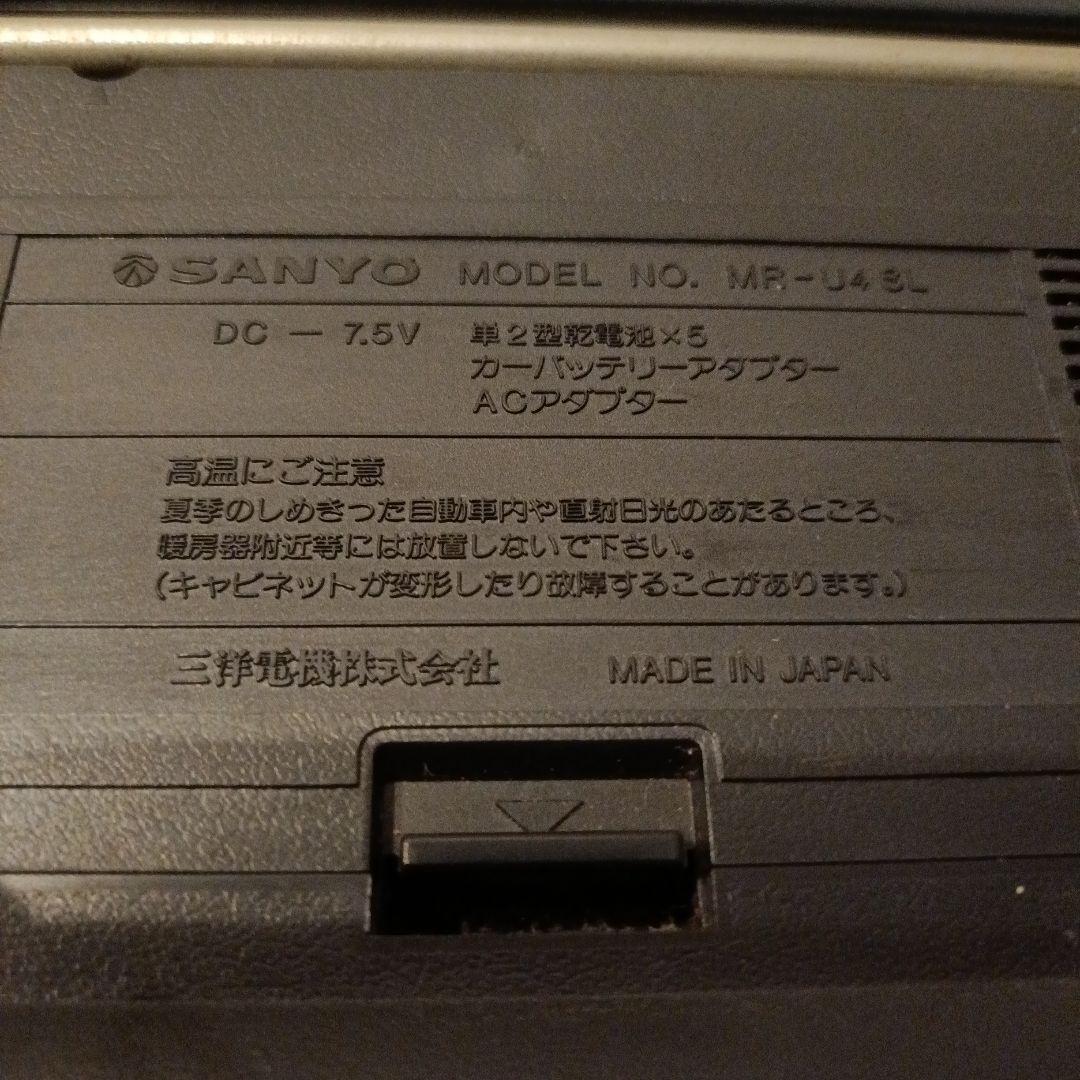 SANYO MODEL NO. MR-U4SL
DC — 7.5V 単2型乾電池×5
カーバッテリーアダプター
ACアダプター
高温にご注意
夏季のしめきった自動車内や直射日光のあたるところ、
暖房器附近等には放置しないで下さい。
(キャビネットが変形したり故障することがあります。)
三洋電機株式会社 MADE IN JAPAN